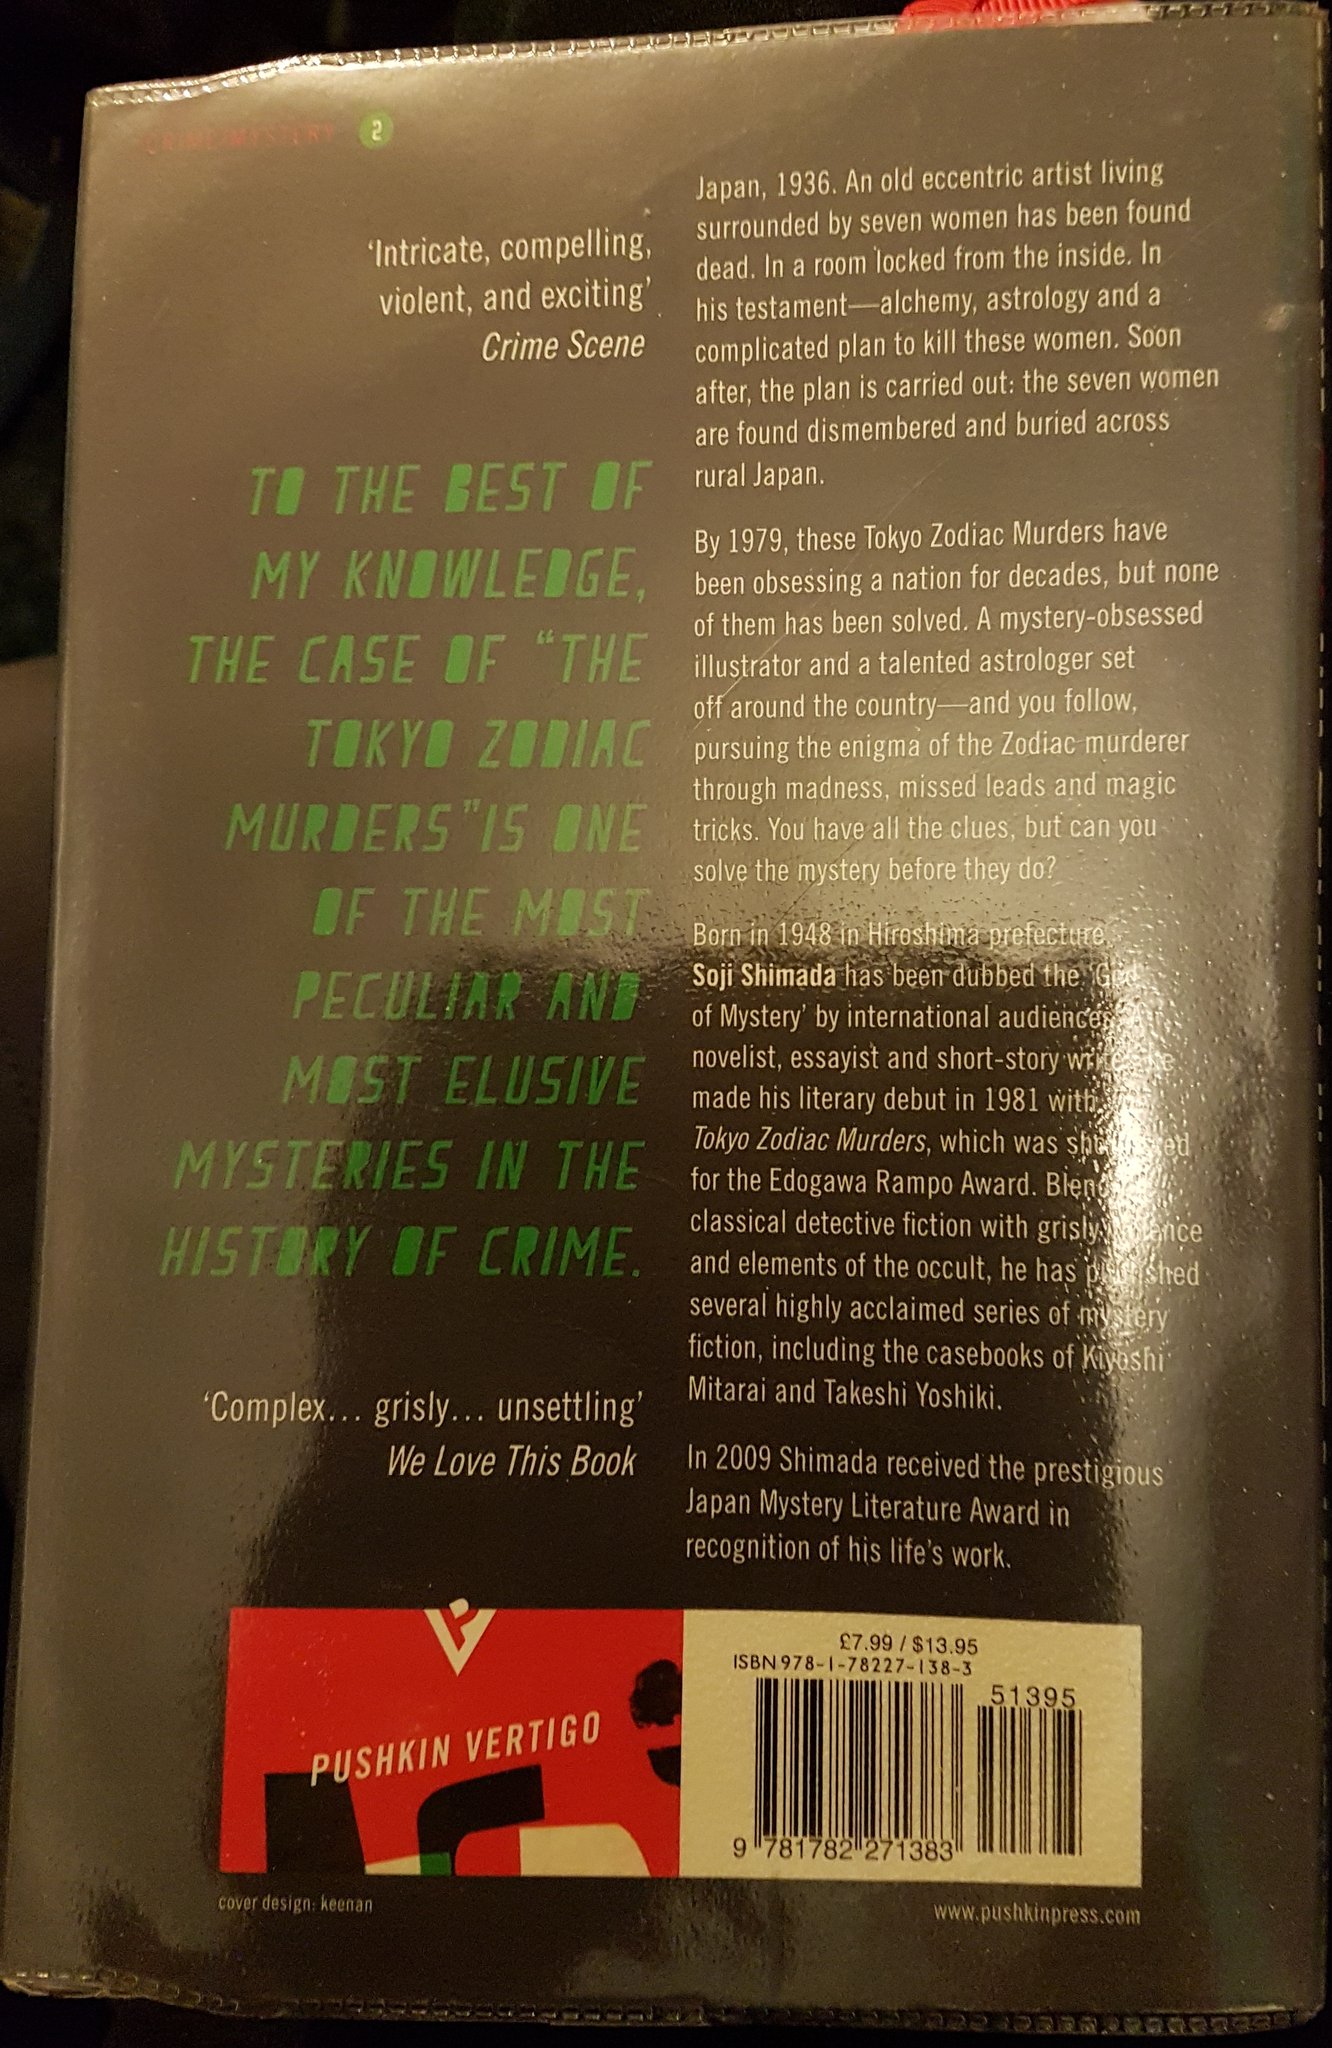 CRIME/MYSTERY 2
'Intricate, compelling,
violent, and exciting'
Crime Scene
TO THE BEST OF
MY KNOWLEDGE,
THE CASE OF "THE
TOKYO ZODIAC
MURDERS" IS ONE
OF THE MOST
PECULIAR AND
MOST ELUSIVE
MYSTERIES IN THE
HISTORY OF CRIME.
'Complex... grisly... unsettling'
We Love This Book
Japan, 1936. An old eccentric artist living
surrounded by seven women has been found
dead. In a room locked from the inside. In
his testament—alchemy, astrology and a
complicated plan to kill these women. Soon
after, the plan is carried out: the seven women
are found dismembered and buried across
rural Japan.
By 1979, these Tokyo Zodiac Murders have
been obsessing a nation for decades, but none
of them has been solved. A mystery-obsessed
illustrator and a talented astrologer set
off around the country—and you follow,
pursuing the enigma of the Zodiac murderer
through madness, missed leads and magic
tricks. You have all the clues, but can you
solve the mystery before they do?
Born in 1948 in Hiroshima prefecture,
Soji Shimada has been dubbed the 'God
of Mystery' by international audiences.
novelist, essayist and short-story
made his literary debut in 1981 with
Tokyo Zodiac Murders, which was
for the Edogawa Rampo Award.
classical detective fiction with grisly
and elements of the occult, he has published
several highly acclaimed series of mystery
fiction, including the casebooks of Kiyoshi
Mitarai and Takeshi Yoshiki.
In 2009 Shimada received the prestigious
Japan Mystery Literature Award in
recognition of his life's work.
PUSHKIN VERTIGO
£7.99 / $13.95
ISBN 978-1-78227-138-3
51395
9 781782 271383
cover design: keenan
www.pushkinpress.com